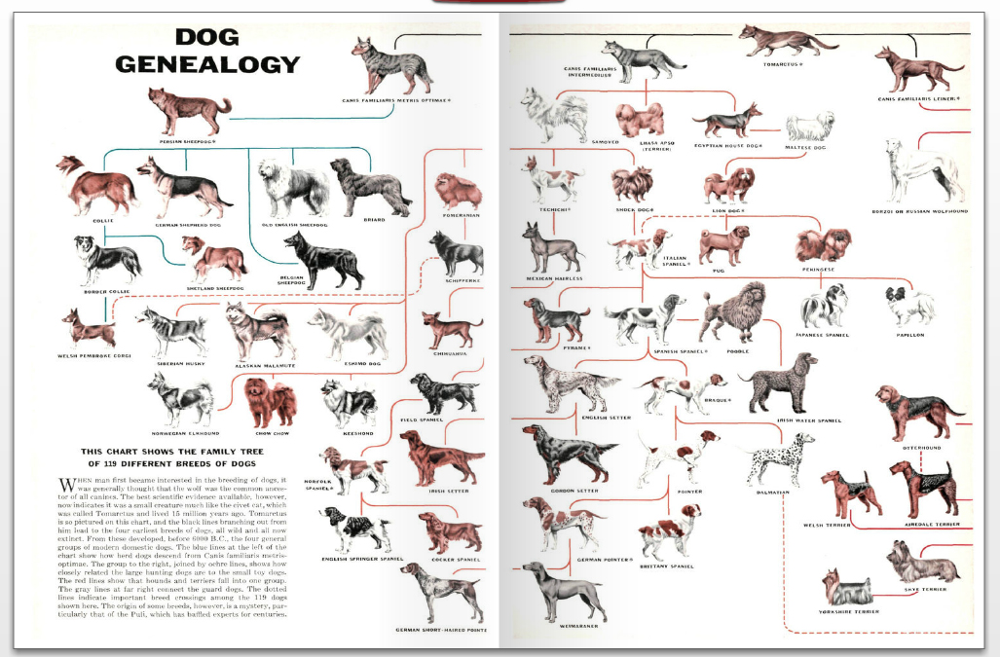 DOG
GENEALOGY
CANIS FAMILIARIS METRIS OPTIMAE*
PERSIAN SHEEPDOG*
COLLIE
GERMAN SHEPHERD DOG
OLD ENGLISH SHEEPDOG
BRIARD
POMERANIAN
BORDER COLLIE
SHETLAND SHEEPDOG
BELGIAN
SHEEPDOG
SCHIPPERKE
WELSH PEMBROKE CORGI
SIBERIAN HUSKY
ALASKAN MALAMUTE
ESKIMO DOG
CHIHUAHUA
NORWEGIAN ELKHOUND
CHOW CHOW
KEESHOND
FIELD SPANIEL
THIS CHART SHOWS THE FAMILY TREE
OF 119 DIFFERENT BREEDS OF DOGS
WHEN man first became interested in the breeding of dogs, it
was generally thought that the wolf was the common ances-
tor of all canines. The best scientific evidence available, however,
now indicates it was a small creature much like the civet cat, which
was called Tomarctus and lived 15 million years ago. Tomarctus
is so pictured on this chart, and the black lines branching out from
him lead to the four earliest breeds of dogs, all wild and all now
extinct. From these developed, before 6000 B.C., the four general
groups of modern domestic dogs. The blue lines at the left of the
chart show how herd dogs descend from Canis familiaris metris-
optimae. The group to the right, joined by ochre lines, shows how
closely related the large hunting dogs are to the small toy dogs.
The red lines show that hounds and terriers fall into one group.
The gray lines at far right connect the guard dogs. The dotted
lines indicate important breed crossings among the 119 dogs
shown here. The origin of some breeds, however, is a mystery, par-
ticularly that of the Puli, which has baffled experts for centuries.
NORFOLK
SPANIEL*
IRISH SETTER
ENGLISH SPRINGER SPANIEL
COCKER SPANIEL
GERMAN SHORT-HAIRED POINTE
CANIS FAMILIARIS
INTERMEDIUS*
TOMARCTUS*
CANIS FAMILIARIS LEINERI*
SAMOYED
LHASA APSO
(TERRIER)
EGYPTIAN HOUSE DOG*
MALTESE DOG
BORZOI OR RUSSIAN WOLFHOUND
TECHICHI*
SHOCK DOG*
LION DOG*
MEXICAN HAIRLESS
ITALIAN
SPANIEL*
PUG
PEKINGESE
PYRAME*
SPANISH SPANIEL*
POODLE
JAPANESE SPANIEL
PAPILLON
ENGLISH SETTER
BRAQUE*
IRISH WATER SPANIEL
OTTERHOUND
GORDON SETTER
POINTER
DALMATIAN
WELSH TERRIER
AIREDALE TERRIER
GERMAN POINTER*
BRITTANY SPANIEL
SKYE TERRIER
YORKSHIRE TERRIER
WEIMARANER